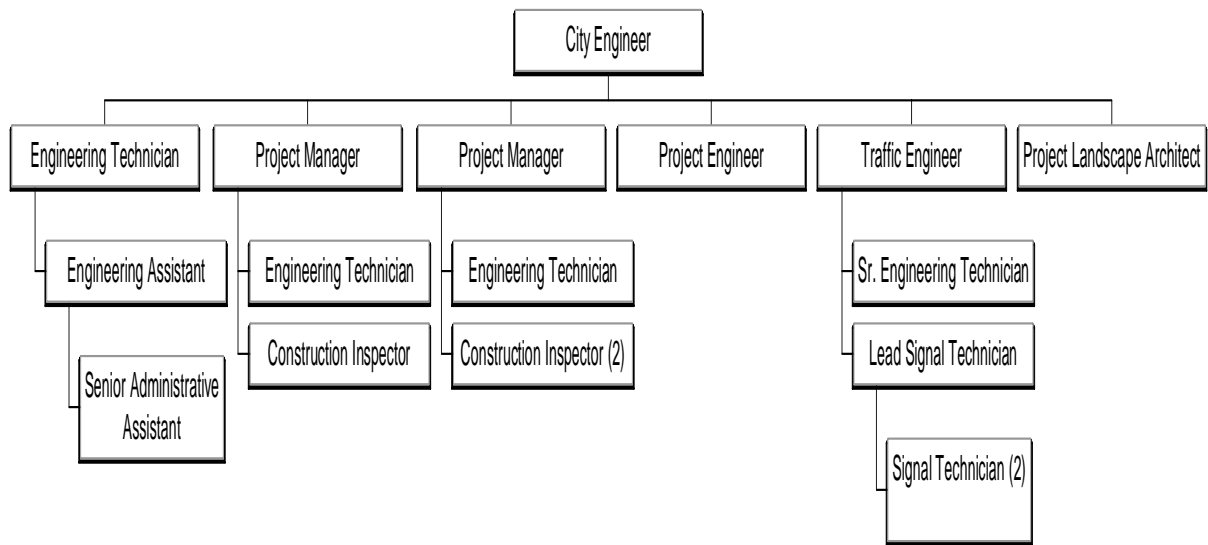 City Engineer
Engineering Technician
Project Manager
Project Manager
Project Engineer
Traffic Engineer
Project Landscape Architect
Engineering Assistant
Engineering Technician
Engineering Technician
Sr. Engineering Technician
Construction Inspector
Construction Inspector (2)
Lead Signal Technician
Senior Administrative
Assistant
Signal Technician (2)